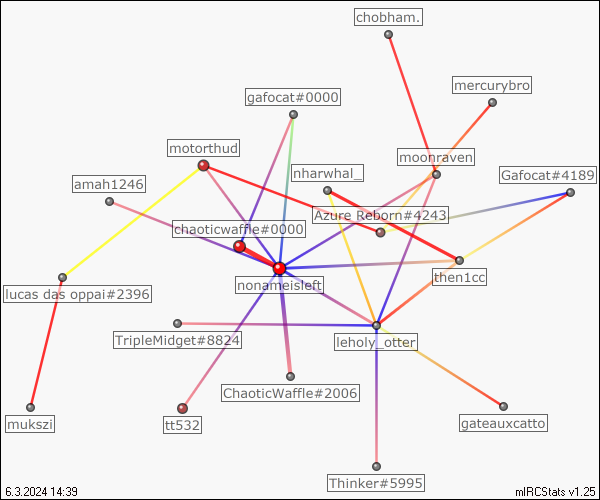 chobham.
mercurybro
gafocat#0000
motorthud
moonraven
nharwhal_
Gafocat#4189
amah1246
Azure Reborn#4243
chaoticwaffle#0000
then1cc
nonameisleft
lucas das oppai#2396
TripleMidget#8824
leholy_otter
ChaoticWaffle#2006
mukszi
tt532
gateauxcatto
Thinker#5995
6.3.2024 14:39
mIRCStats v1.25